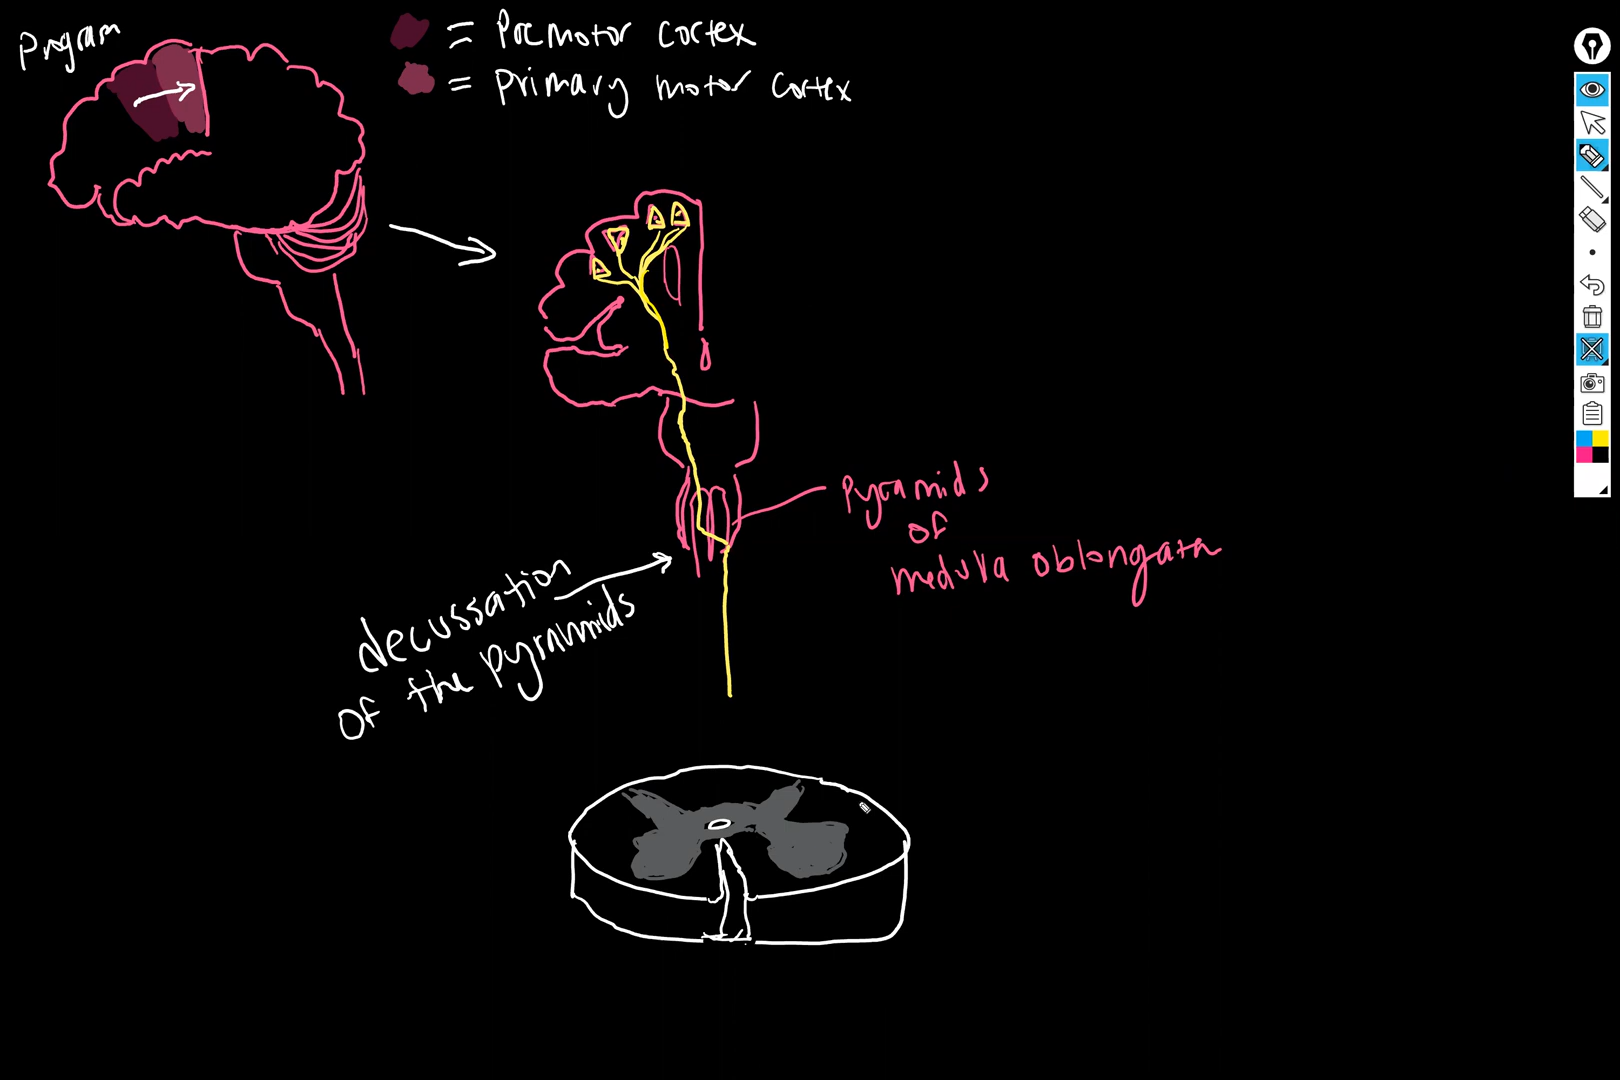 Program
= Premotor cortex
= Primary motor cortex
Pyramids
of
medulla oblongata
decussation
of the pyramids